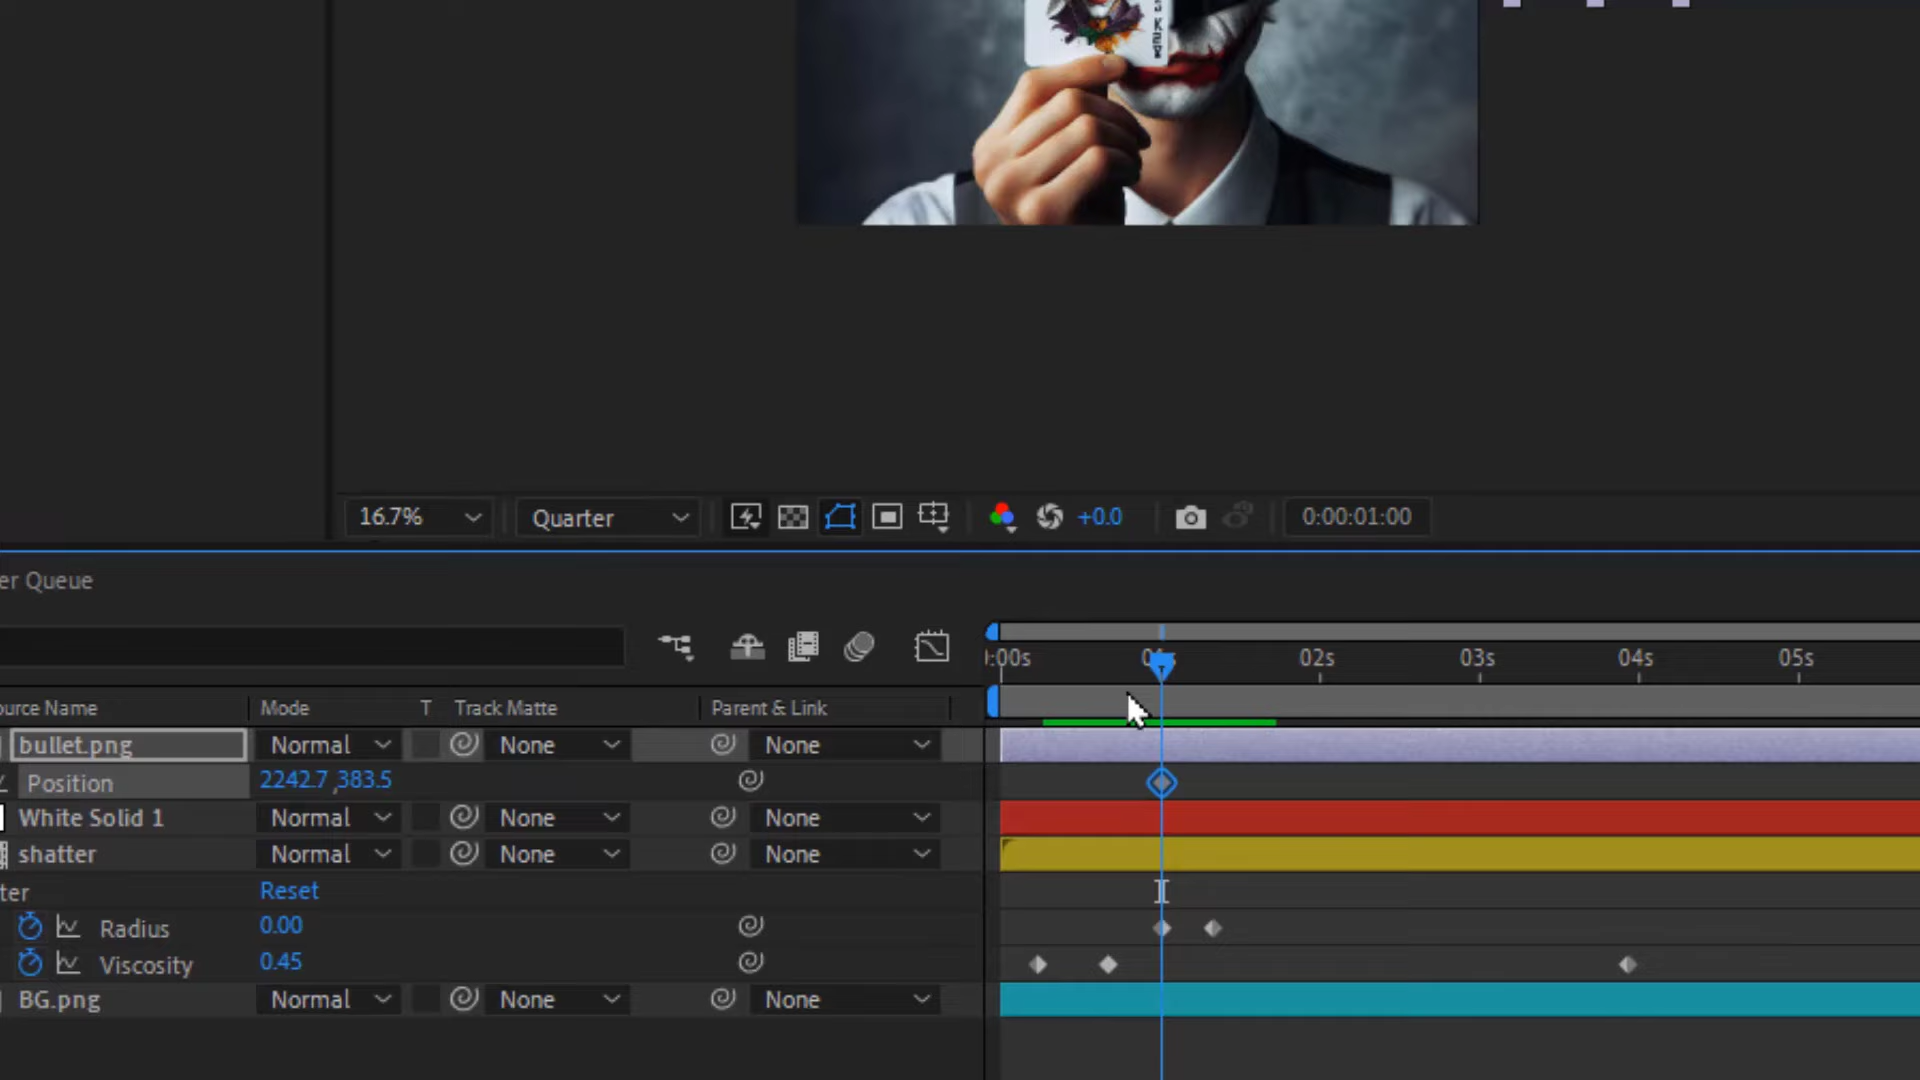 16.7%
Quarter
+0.0
0:00:01:00
er Queue
):00s
02s
03s
04s
05s
urce Name
Mode
T
Track Matte
Parent & Link
bullet.png
Normal
None
None
Position
2242.7 ,383.5
White Solid 1
Normal
None
None
shatter
Normal
None
None
ter
Reset
Radius
0.00
Viscosity
0.45
BG.png
Normal
None
None